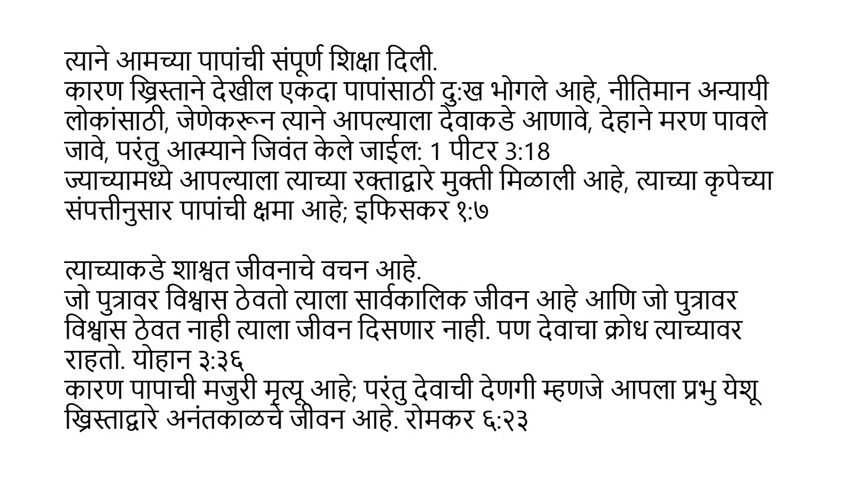 त्याने आमच्या पापांची संपूर्ण शिक्षा दिली.
कारण ख्रिस्ताने देखील एकदा पापांसाठी दु:ख भोगले आहे, नीतिमान अन्यायी
लोकांसाठी, जेणेकरून त्याने आपल्याला देवाकडे आणावे, देहाने मरण पावले
जावे, परंतु आत्म्याने जिवंत केले जाईल: 1 पीटर 3:18
ज्याच्यामध्ये आपल्याला त्याच्या रक्ताद्वारे मुक्ती मिळाली आहे, त्याच्या कृपेच्या
संपत्तीनुसार पापांची क्षमा आहे; इफिसकर १:७
त्याच्याकडे शाश्वत जीवनाचे वचन आहे.
जो पुत्रावर विश्वास ठेवतो त्याला सार्वकालिक जीवन आहे आणि जो पुत्रावर
विश्वास ठेवत नाही त्याला जीवन दिसणार नाही. पण देवाचा क्रोध त्याच्यावर
राहतो. योहान ३:३६
कारण पापाची मजुरी मृत्यू आहे; परंतु देवाची देणगी म्हणजे आपला प्रभु येशू
ख्रिस्ताद्वारे अनंतकाळचे जीवन आहे. रोमकर ६:२३